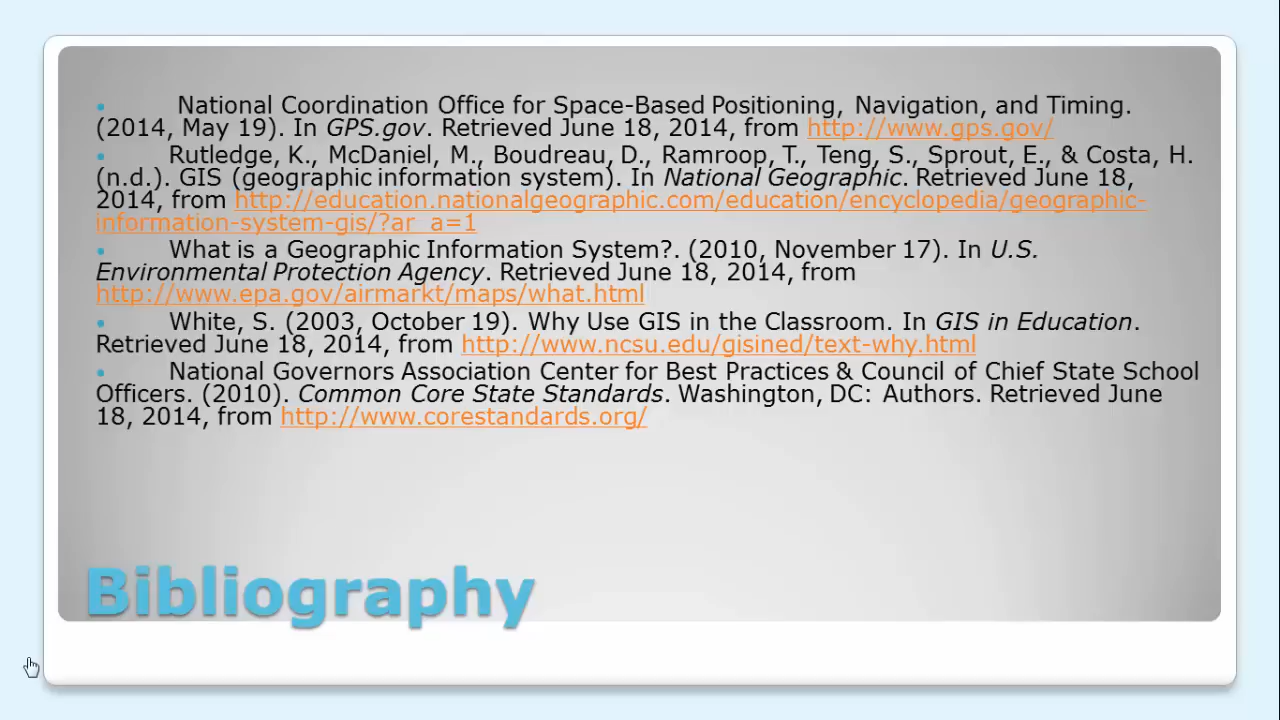 • National Coordination Office for Space-Based Positioning, Navigation, and Timing.
(2014, May 19). In GPS.gov. Retrieved June 18, 2014, from http://www.gps.gov/
• Rutledge, K., McDaniel, M., Boudreau, D., Ramroop, T., Teng, S., Sprout, E., & Costa, H.
(n.d.). GIS (geographic information system). In National Geographic. Retrieved June 18,
2014, from http://education.nationalgeographic.com/education/encyclopedia/geographic-
information-system-gis/?ar_a=1
• What is a Geographic Information System?. (2010, November 17). In U.S.
Environmental Protection Agency. Retrieved June 18, 2014, from
http://www.epa.gov/airmarkt/maps/what.html
• White, S. (2003, October 19). Why Use GIS in the Classroom. In GIS in Education.
Retrieved June 18, 2014, from http://www.ncsu.edu/gisined/text-why.html
• National Governors Association Center for Best Practices & Council of Chief State School
Officers. (2010). Common Core State Standards. Washington, DC: Authors. Retrieved June
18, 2014, from http://www.corestandards.org/
Bibliography